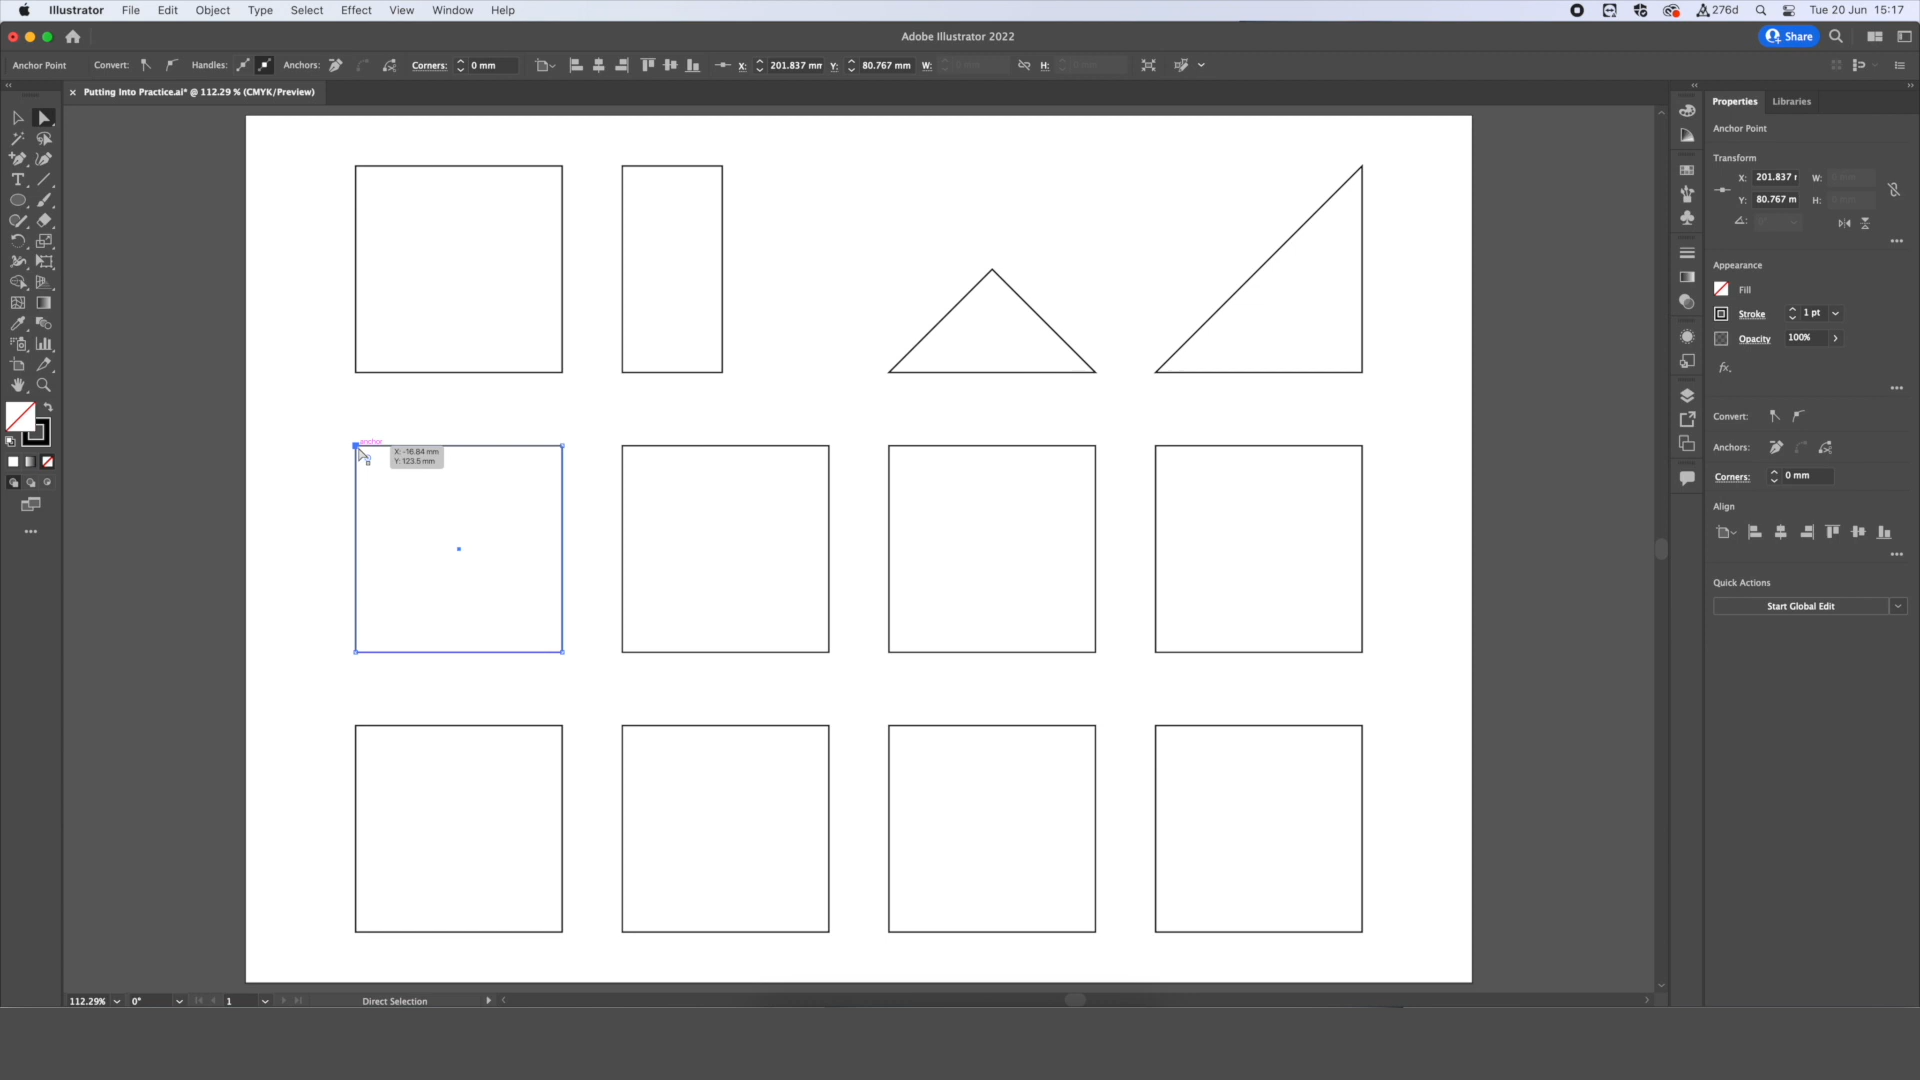 Illustrator File Edit Object Type Select Effect View Window Help 276d Tue 20 Jun 15:17
Adobe Illustrator 2022 Share
Anchor Point Convert: Handles: Anchors: Corners: 0 mm X: 201.837 mm Y: 80.767 mm W: H:
× Putting Into Practice.ai* @ 112.29 % (CMYK/Preview)
Properties Libraries
Anchor Point
Transform
X: 201.837 W:
Y: 80.767 m H:
Appearance
Fill
Stroke 1 pt
Opacity 100%
fx.
Convert:
Anchors:
Corners: 0 mm
Align
Quick Actions
Start Global Edit
anchor
X: -16.84 mm
Y: 123.5 mm
112.29% 0° 1 Direct Selection